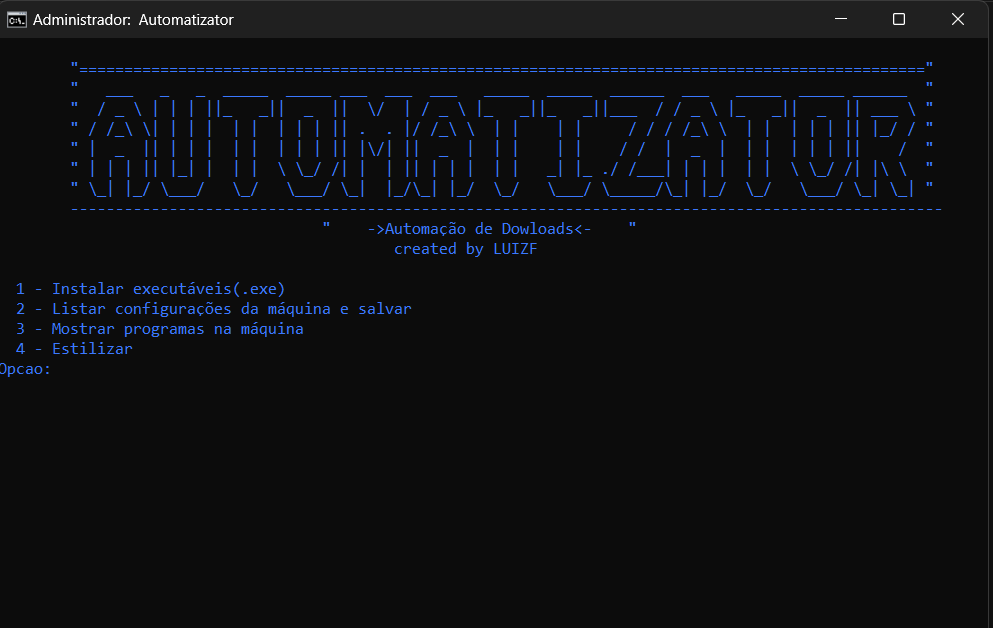 Administrador: Automatizator
AUTOMATIZATOR
" ->Automação de Dowloads<- "
created by LUIZF
1 - Instalar executáveis(.exe)
2 - Listar configurações da máquina e salvar
3 - Mostrar programas na máquina
4 - Estilizar
Opcao: